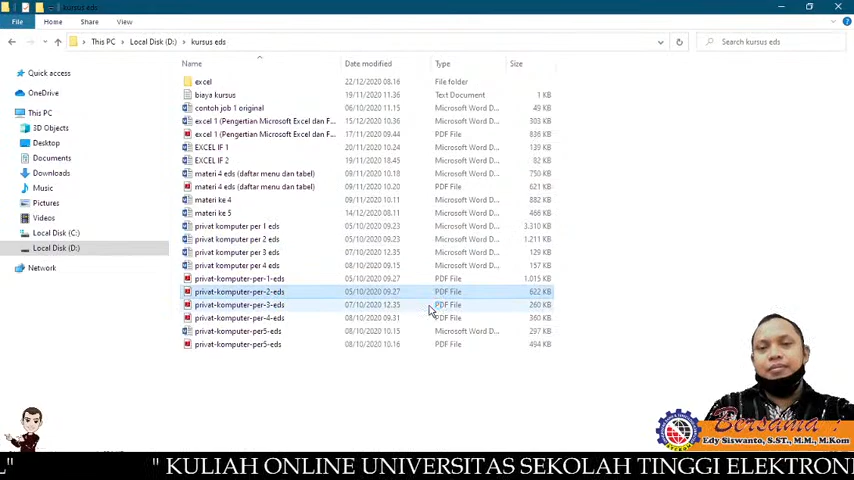 kursus eds
File Home Share View
This PC Local Disk (D:) kursus eds Search kursus eds
Name Date modified Type Size
Quick access
OneDrive
This PC
3D Objects
Desktop
Documents
Downloads
Music
Pictures
Videos
Local Disk (C:)
Local Disk (D:)
Network
excel 22/12/2020 08.16 File folder
biaya kursus 19/11/2020 11.36 Text Document 1 KB
contoh job 1 original 06/10/2020 11.15 Microsoft Word D... 49 KB
excel 1 (Pengertian Microsoft Excel dan F... 15/12/2020 10.36 Microsoft Word D... 303 KB
excel 1 (Pengertian Microsoft Excel dan F... 17/11/2020 09.44 PDF File 836 KB
EXCEL IF 1 20/11/2020 10.24 Microsoft Word D... 139 KB
EXCEL IF 2 19/11/2020 18.45 Microsoft Word D... 82 KB
materi 4 eds (daftar menu dan tabel) 09/11/2020 10.18 Microsoft Word D... 750 KB
materi 4 eds (daftar menu dan tabel) 09/11/2020 10.20 PDF File 621 KB
materi ke 4 09/11/2020 10.11 Microsoft Word D... 882 KB
materi ke 5 14/12/2020 08.11 Microsoft Word D... 466 KB
privat komputer per 1 eds 05/10/2020 09.23 Microsoft Word D... 3.310 KB
privat komputer per 2 eds 05/10/2020 09.23 Microsoft Word D... 1.211 KB
privat komputer per 3 eds 07/10/2020 12.35 Microsoft Word D... 129 KB
privat komputer per 4 eds 08/10/2020 09.15 Microsoft Word D... 157 KB
privat-komputer-per-1-eds 05/10/2020 09.27 PDF File 1.015 KB
privat-komputer-per-2-eds 05/10/2020 09.27 PDF File 622 KB
privat-komputer-per-3-eds 07/10/2020 12.35 PDF File 260 KB
privat-komputer-per-4-eds 08/10/2020 09.31 PDF File 360 KB
privat-komputer-per5-eds 08/10/2020 10.15 Microsoft Word D... 297 KB
privat-komputer-per5-eds 08/10/2020 10.16 PDF File 494 KB
Bersama :
Edy Siswanto, S.ST., M.M., M.Kom
L" " KULIAH ONLINE UNIVERSITAS SEKOLAH TINGGI ELEKTRON